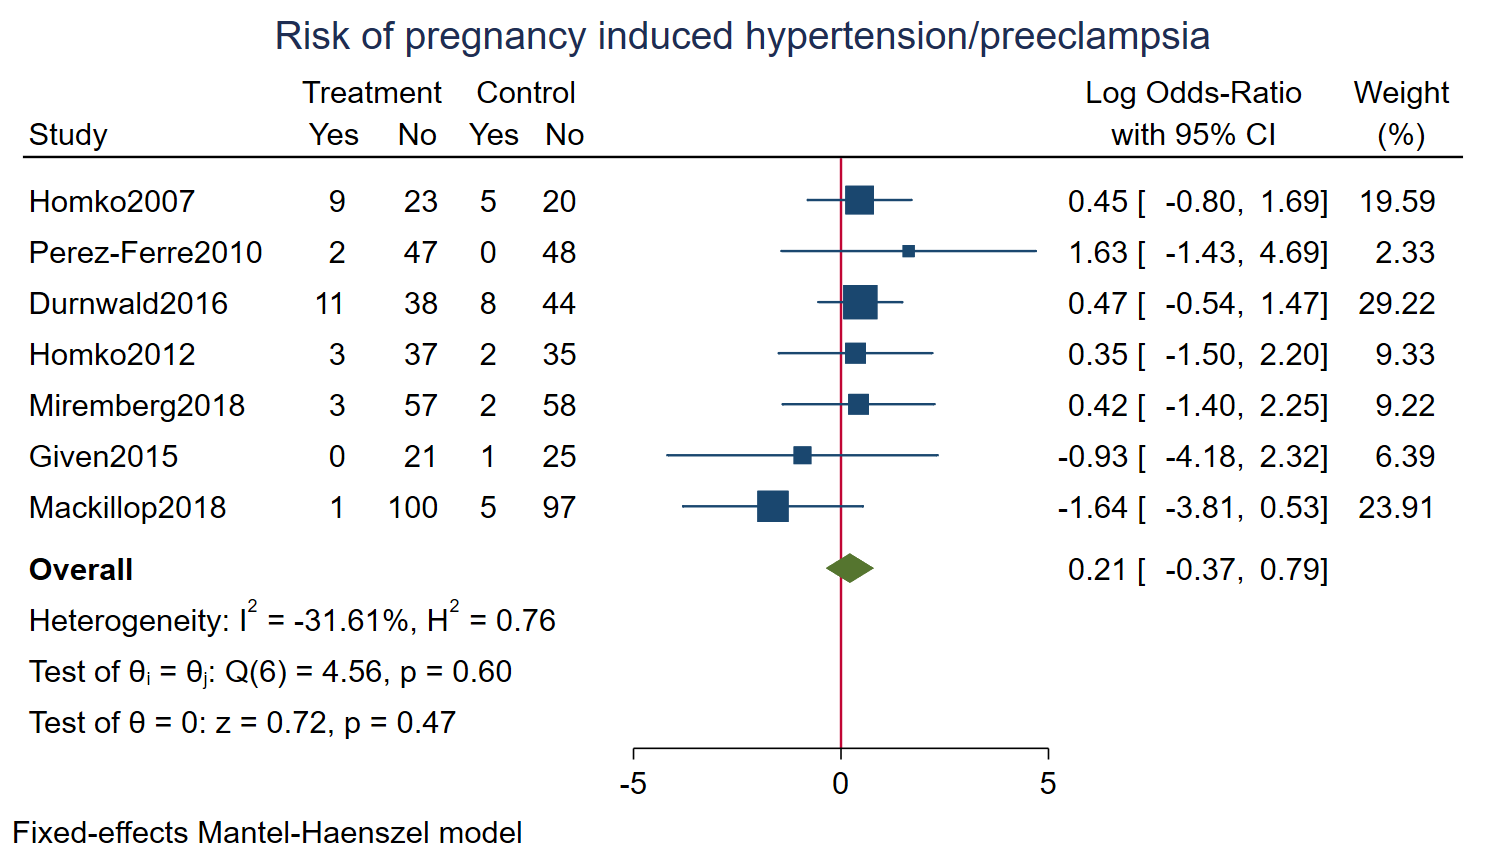 Risk of pregnancy induced hypertension/preeclampsia
Treatment Control Log Odds-Ratio Weight
Study Yes No Yes No with 95% CI (%)
Homko2007 9 23 5 20 0.45 [ -0.80, 1.69] 19.59
Perez-Ferre2010 2 47 0 48 1.63 [ -1.43, 4.69] 2.33
Durnwald2016 11 38 8 44 0.47 [ -0.54, 1.47] 29.22
Homko2012 3 37 2 35 0.35 [ -1.50, 2.20] 9.33
Miremberg2018 3 57 2 58 0.42 [ -1.40, 2.25] 9.22
Given2015 0 21 1 25 -0.93 [ -4.18, 2.32] 6.39
Mackillop2018 1 100 5 97 -1.64 [ -3.81, 0.53] 23.91
Overall 0.21 [ -0.37, 0.79]
Heterogeneity: I² = -31.61%, H² = 0.76
Test of θᵢ = θⱼ: Q(6) = 4.56, p = 0.60
Test of θ = 0: z = 0.72, p = 0.47
-5 0 5
Fixed-effects Mantel-Haenszel model